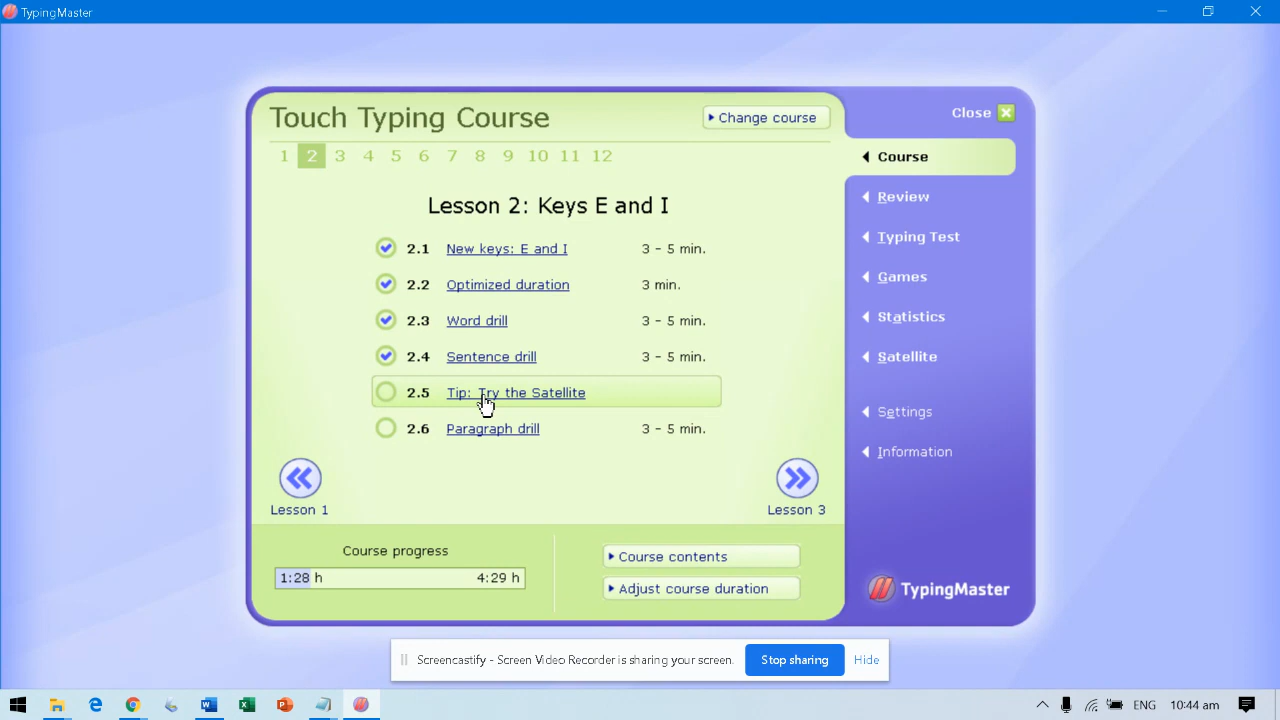 TypingMaster
Touch Typing Course
Change course
1 2 3 4 5 6 7 8 9 10 11 12
Lesson 2: Keys E and I
2.1 New keys: E and I 3 - 5 min.
2.2 Optimized duration 3 min.
2.3 Word drill 3 - 5 min.
2.4 Sentence drill 3 - 5 min.
2.5 Tip: Try the Satellite
2.6 Paragraph drill 3 - 5 min.
Lesson 1
Lesson 3
Course progress
1:28 h 4:29 h
Course contents
Adjust course duration
Close
Course
Review
Typing Test
Games
Statistics
Satellite
Settings
Information
TypingMaster
Screencastify - Screen Video Recorder is sharing your screen.
Stop sharing
Hide
ENG 10:44 am